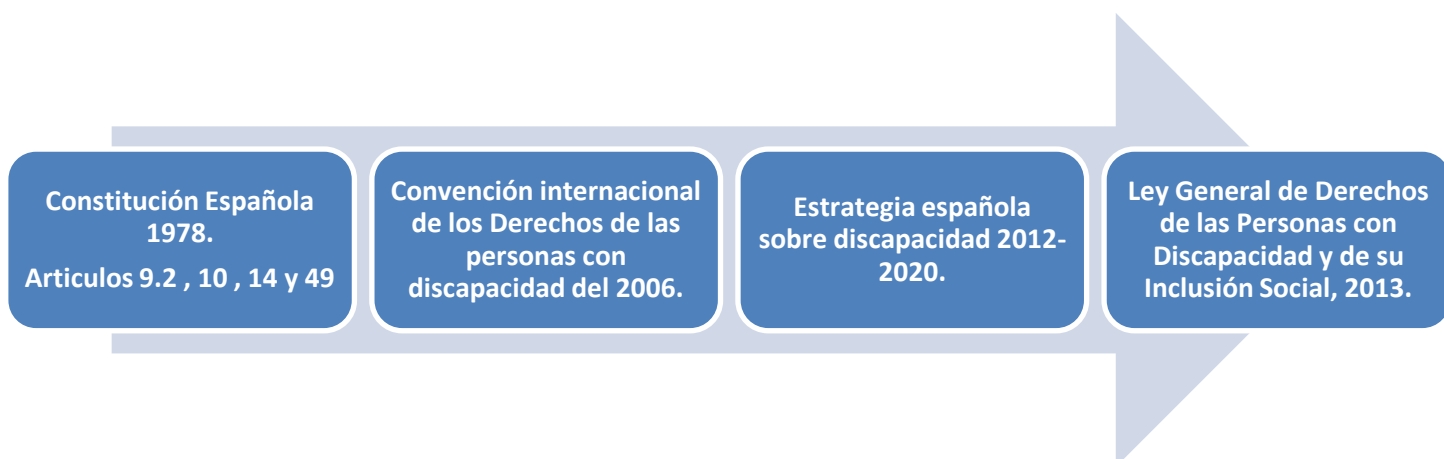 Constitución Española
1978.
Articulos 9.2 , 10 , 14 y 49
Convención internacional
de los Derechos de las
personas con
discapacidad del 2006.
Estrategia española
sobre discapacidad 2012-
2020.
Ley General de Derechos
de las Personas con
Discapacidad y de su
Inclusión Social, 2013.